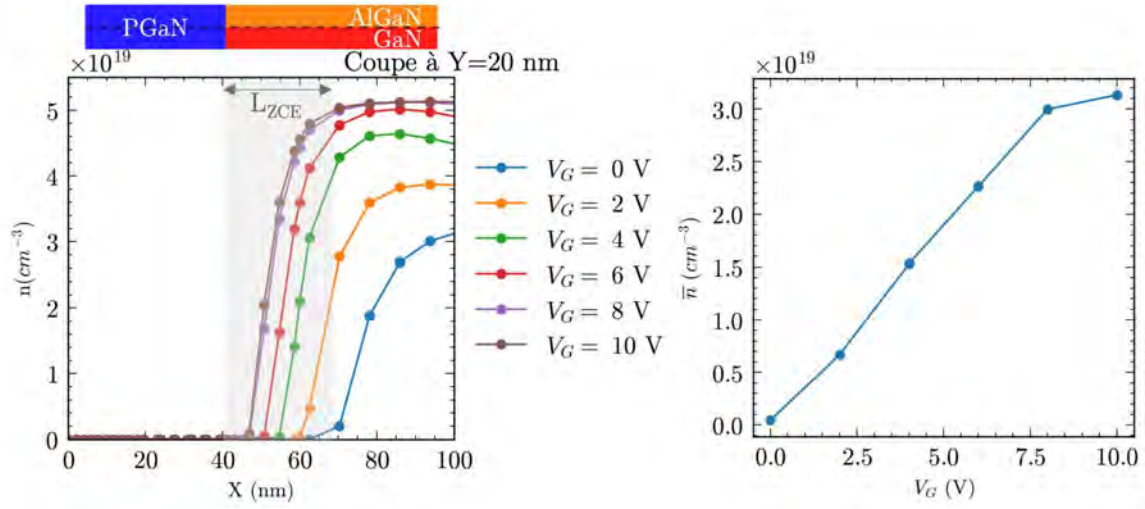 PGaN
AlGaN
GaN
×10^19
Coupe à Y=20 nm
L_ZCE
5
4
3
2
1
0
n(cm^−3)
0 20 40 60 80 100
X (nm)
V_G = 0 V
V_G = 2 V
V_G = 4 V
V_G = 6 V
V_G = 8 V
V_G = 10 V
×10^19
3.0
2.5
2.0
1.5
1.0
0.5
0.0
n̅ (cm^−3)
0.0 2.5 5.0 7.5 10.0
V_G (V)